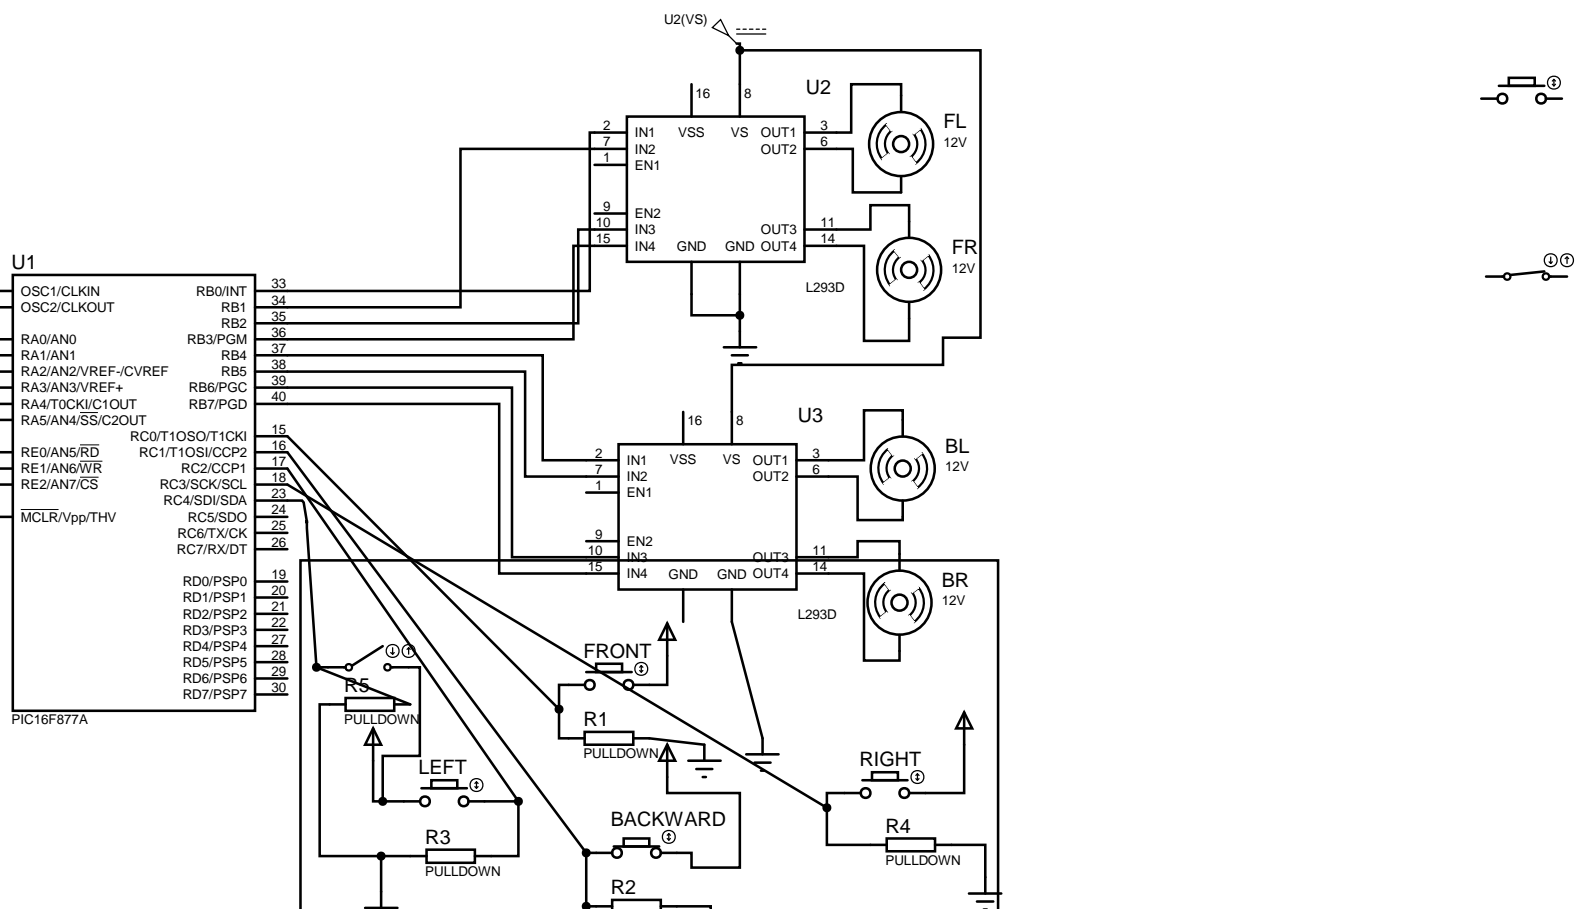 U2(VS)
U2
16
8
2
IN1
VSS
VS
OUT1
3
7
IN2
OUT2
6
1
EN1
FL
12V
9
EN2
10
IN3
OUT3
11
15
IN4
GND
GND
OUT4
14
FR
12V
L293D
U1
OSC1/CLKIN
RB0/INT
33
OSC2/CLKOUT
RB1
34
RB2
35
RA0/AN0
RB3/PGM
36
RA1/AN1
RB4
37
RA2/AN2/VREF-/CVREF
RB5
38
RA3/AN3/VREF+
RB6/PGC
39
RA4/T0CKI/C1OUT
RB7/PGD
40
RA5/AN4/SS/C2OUT
RC0/T1OSO/T1CKI
15
RE0/AN5/RD
RC1/T1OSI/CCP2
16
RE1/AN6/WR
RC2/CCP1
17
RE2/AN7/CS
RC3/SCK/SCL
18
RC4/SDI/SDA
23
MCLR/Vpp/THV
RC5/SDO
24
RC6/TX/CK
25
RC7/RX/DT
26
RD0/PSP0
19
RD1/PSP1
20
RD2/PSP2
21
RD3/PSP3
22
RD4/PSP4
27
RD5/PSP5
28
RD6/PSP6
29
RD7/PSP7
30
PIC16F877A
U3
16
8
2
IN1
VSS
VS
OUT1
3
7
IN2
OUT2
6
1
EN1
BL
12V
9
EN2
10
IN3
OUT3
11
15
IN4
GND
GND
OUT4
14
BR
12V
L293D
R5
PULLDOWN
FRONT
R1
PULLDOWN
LEFT
R3
PULLDOWN
BACKWARD
R2
RIGHT
R4
PULLDOWN